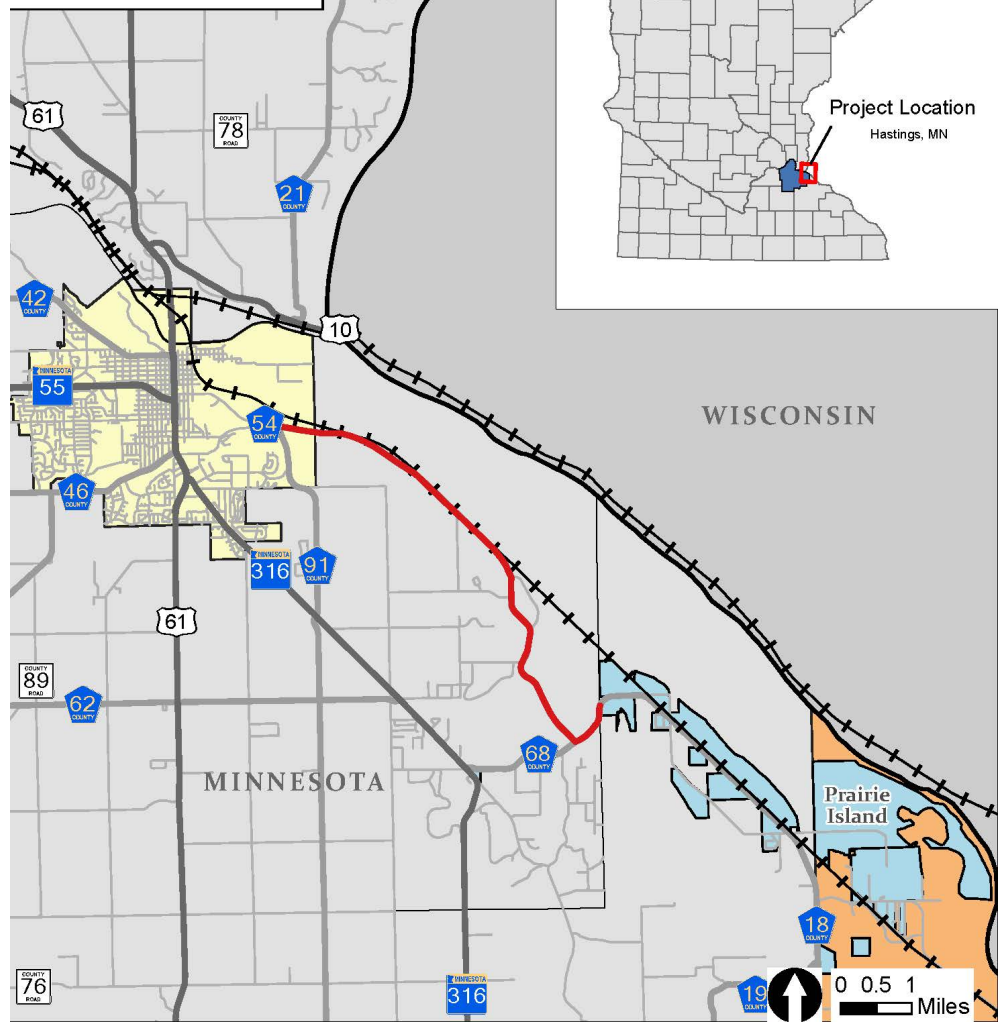 61
COUNTY
78
ROAD
21
COUNTY
Project Location
Hastings, MN
42
COUNTY
10
MINNESOTA
55
54
COUNTY
WISCONSIN
46
COUNTY
MINNESOTA
316
91
COUNTY
61
COUNTY
89
ROAD
62
COUNTY
68
COUNTY
MINNESOTA
Prairie
Island
18
COUNTY
COUNTY
76
ROAD
MINNESOTA
316
19
COUNTY
0 0.5 1
Miles